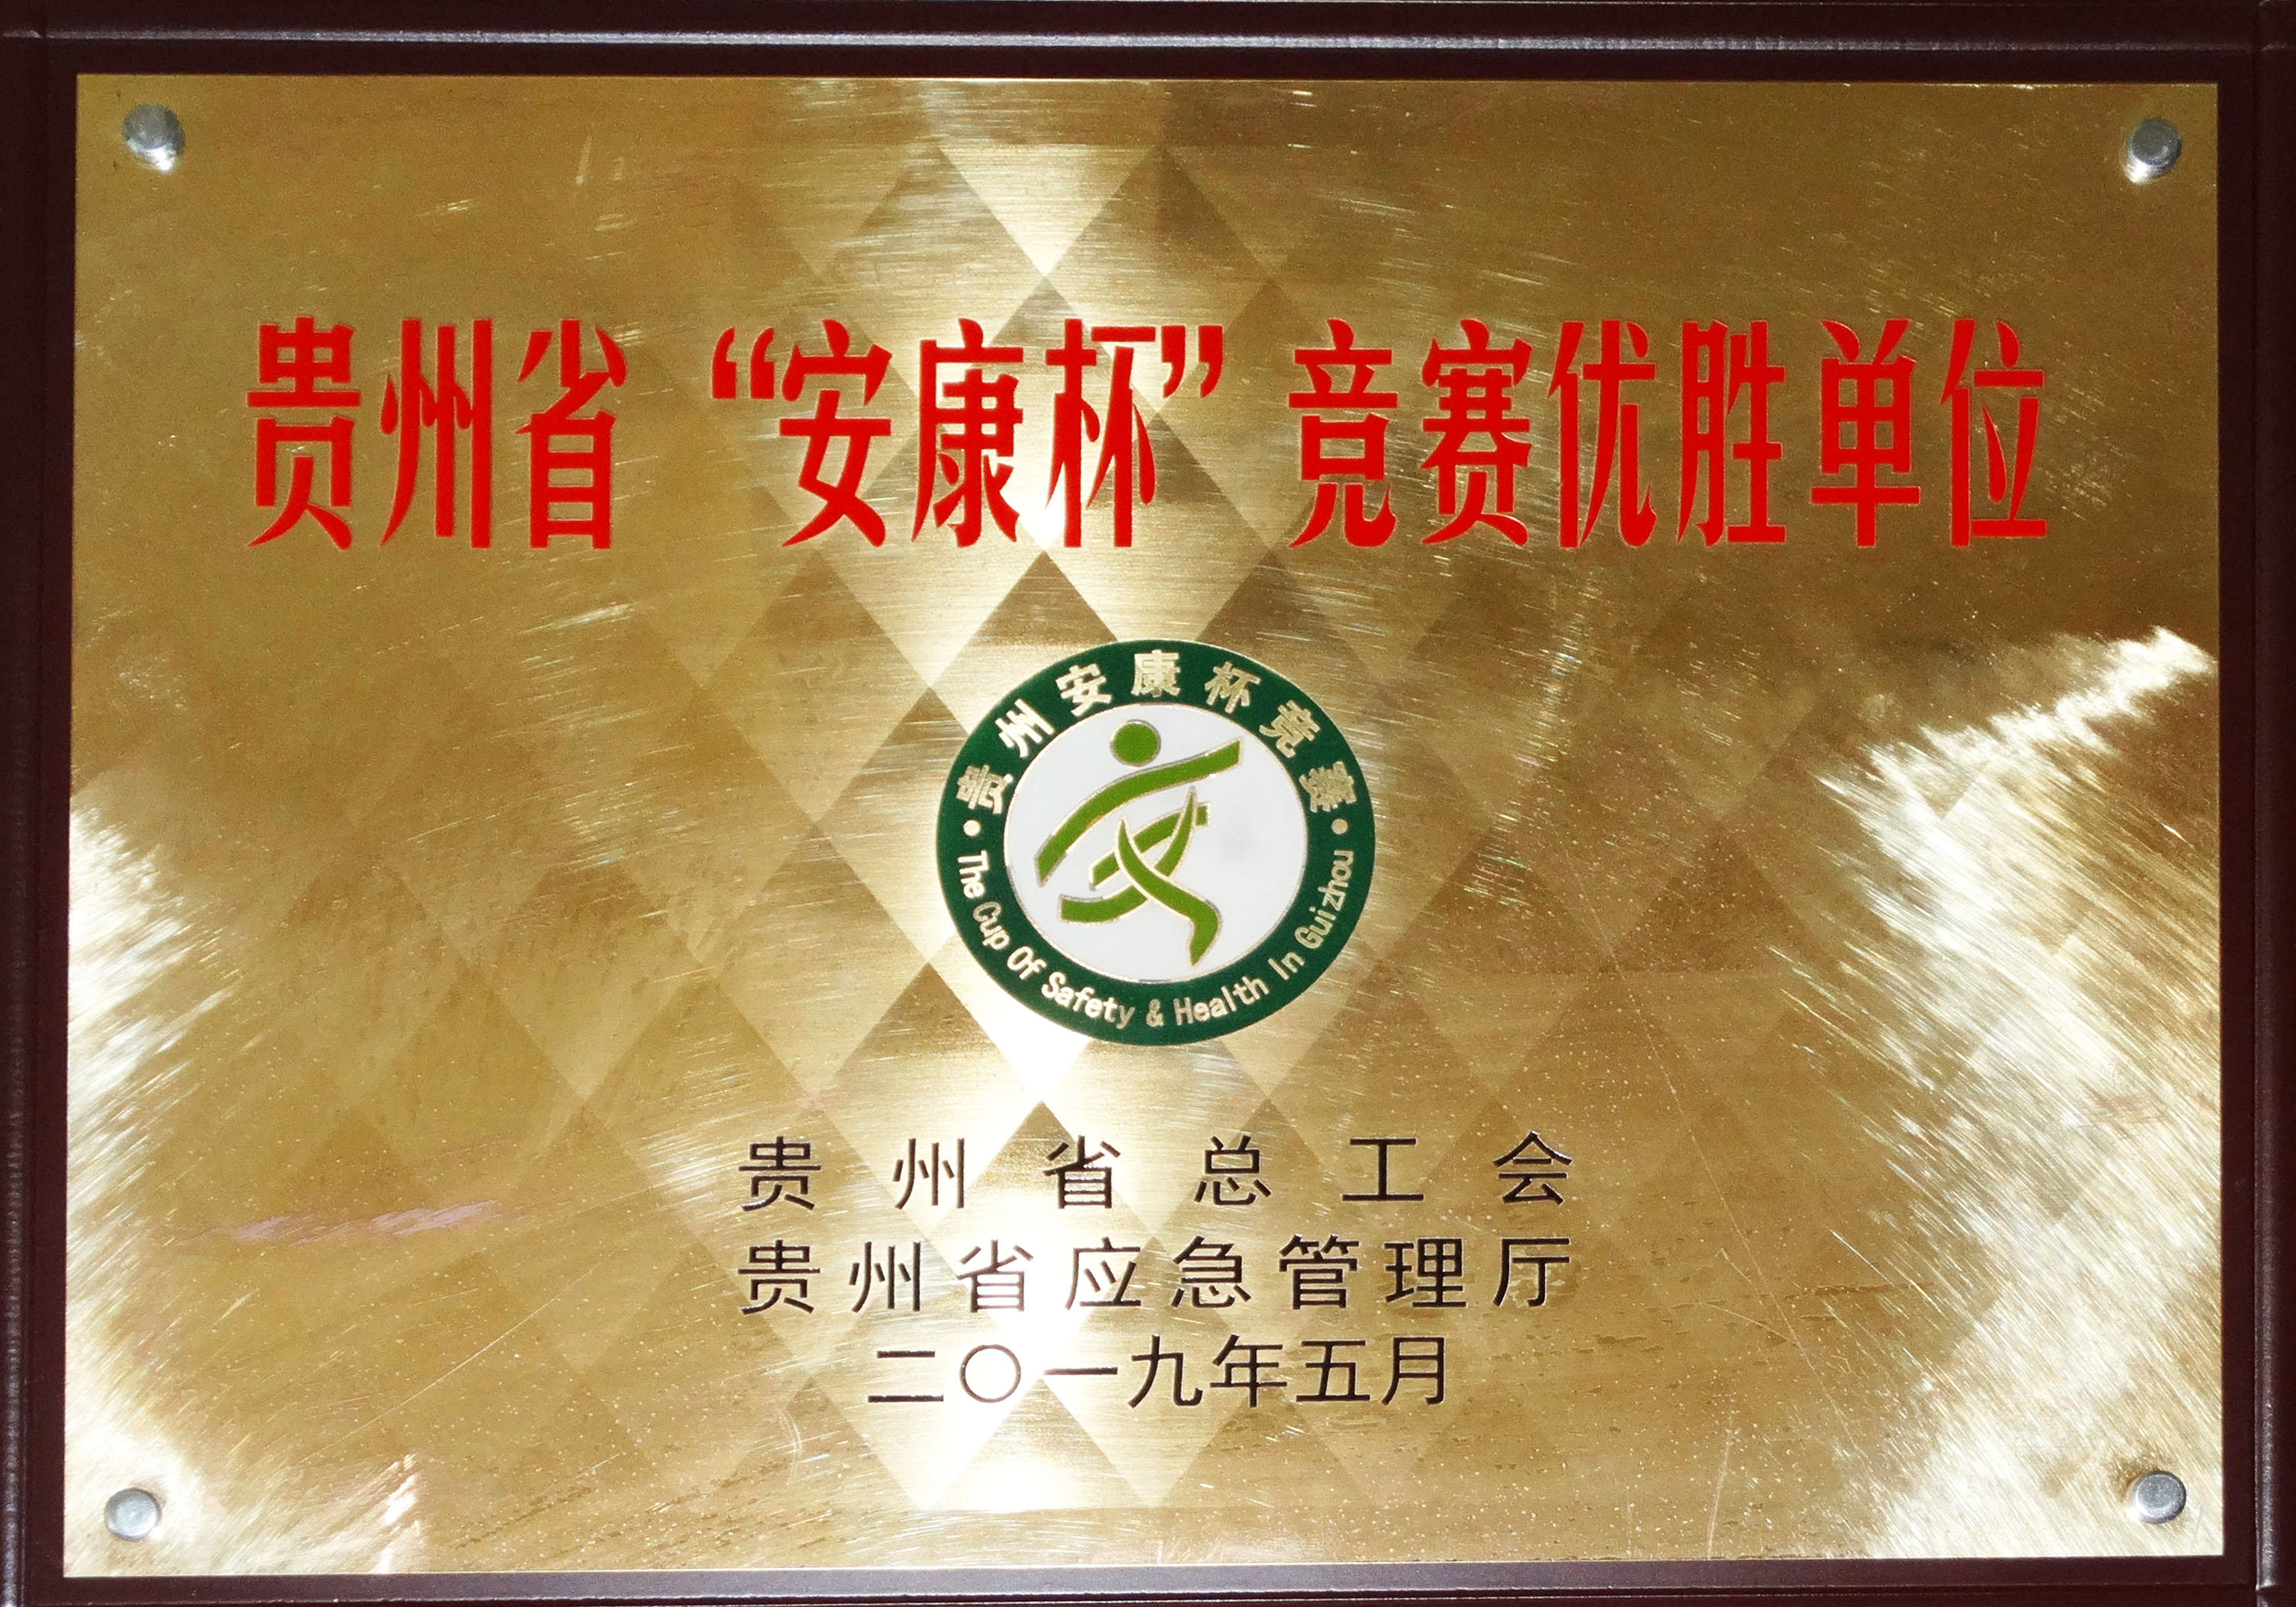 贵州省“安康杯”竞赛优胜单位
贵州安康杯竞赛
The Cup Of Safety & Health In Guizhou
贵州省总工会
贵州省应急管理厅
二〇一九年五月